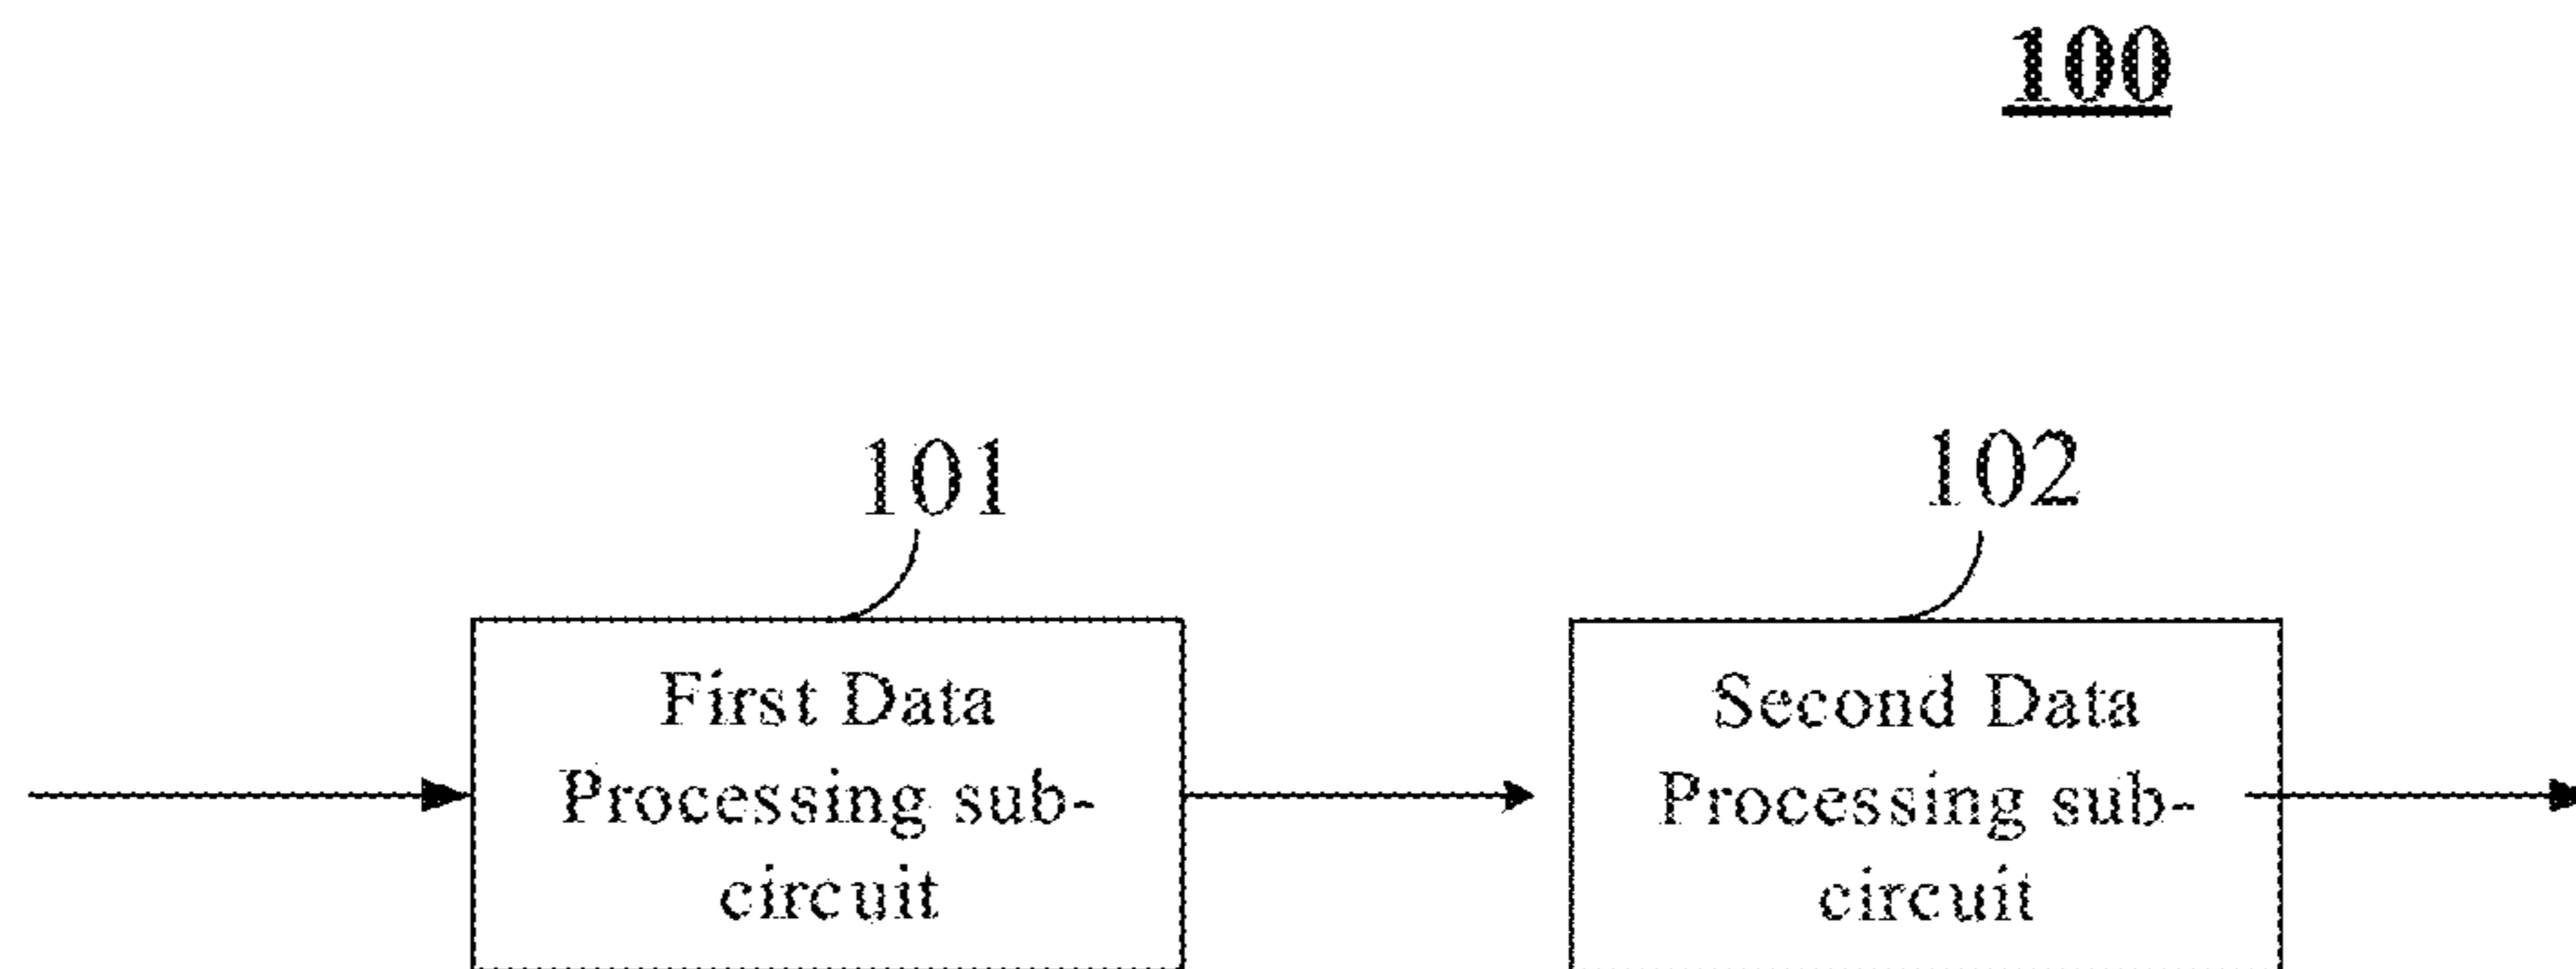 100
101
102
First Data
Processing sub-
circuit
Second Data
Processing sub-
circuit